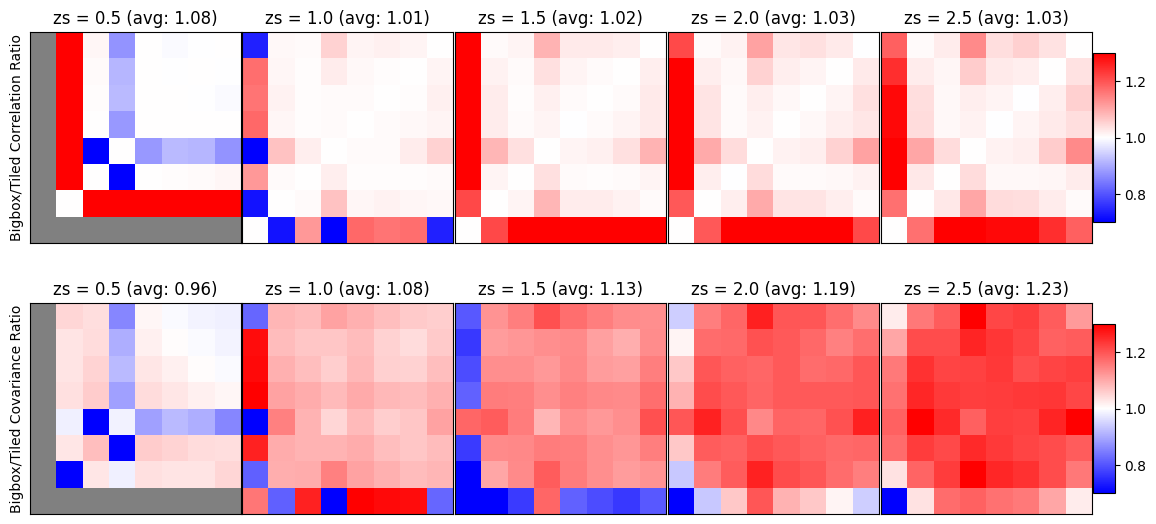 zs = 0.5 (avg: 1.08)
zs = 1.0 (avg: 1.01)
zs = 1.5 (avg: 1.02)
zs = 2.0 (avg: 1.03)
zs = 2.5 (avg: 1.03)
Bigbox/Tiled Correlation Ratio
1.2
1.0
0.8
zs = 0.5 (avg: 0.96)
zs = 1.0 (avg: 1.08)
zs = 1.5 (avg: 1.13)
zs = 2.0 (avg: 1.19)
zs = 2.5 (avg: 1.23)
Bigbox/Tiled Covariance Ratio
1.2
1.0
0.8